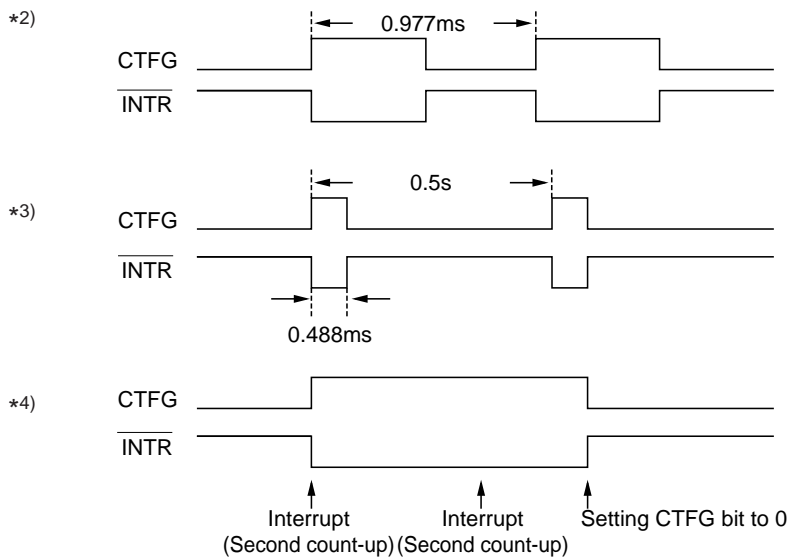 *2)
0.977ms
CTFG
INTR
*3)
0.5s
CTFG
INTR
0.488ms
*4)
CTFG
INTR
Interrupt
(Second count-up)
Interrupt
(Second count-up)
Setting CTFG bit to 0